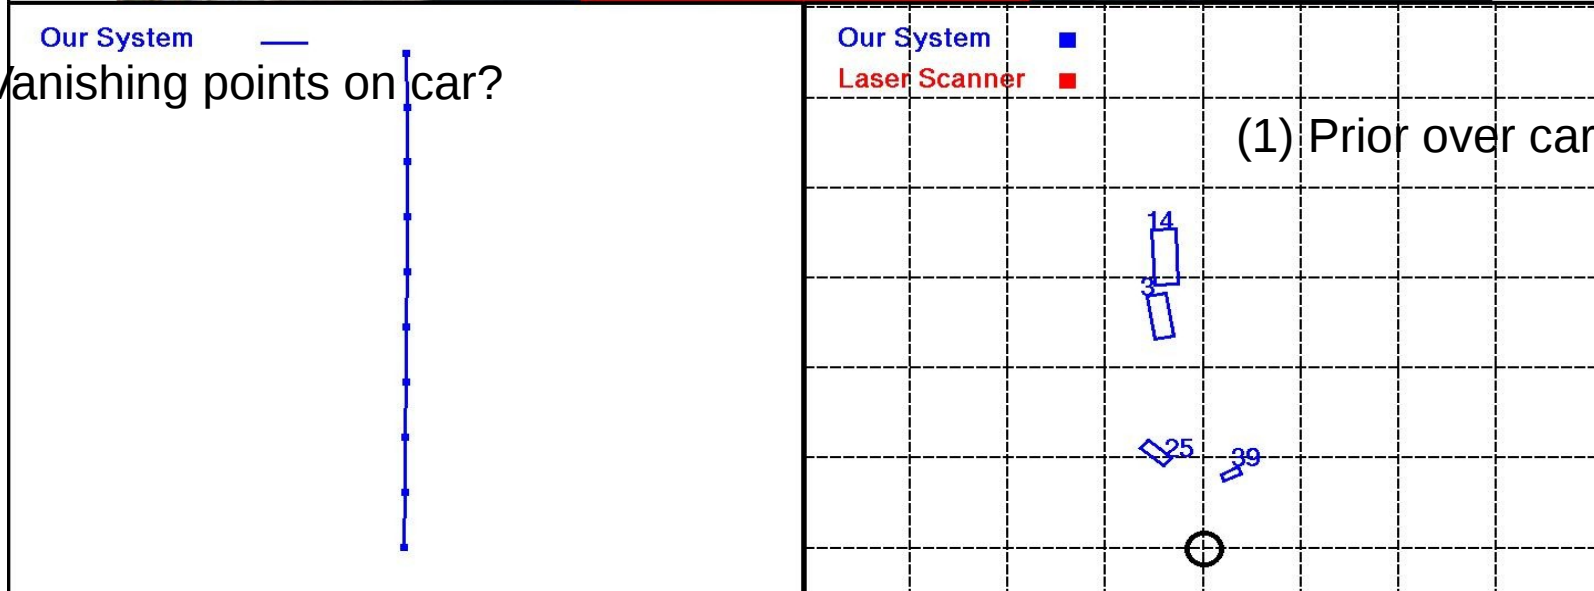 Our System
Vanishing points on car?
Our System
Laser Scanner
(1) Prior over car
14
3
25
39